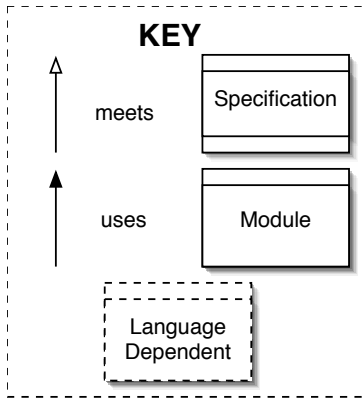 KEY
meets
Specification
uses
Module
Language
Dependent